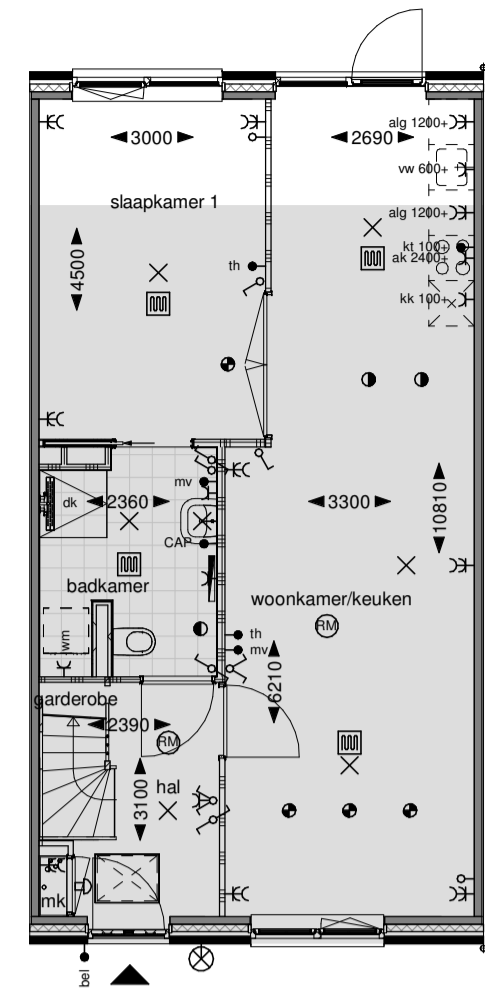 alg 1200+
3000
2690
vw 600+
slaapkamer 1
alg 1200+
kt 100+
ak 2400+
4500
th
kk 100+
mv
dk
2360
3300
10810
CAP
badkamer
woonkamer/keuken
RM
wm
th
mv
6210
garderobe
2390
RM
hal
3100
mk
bel